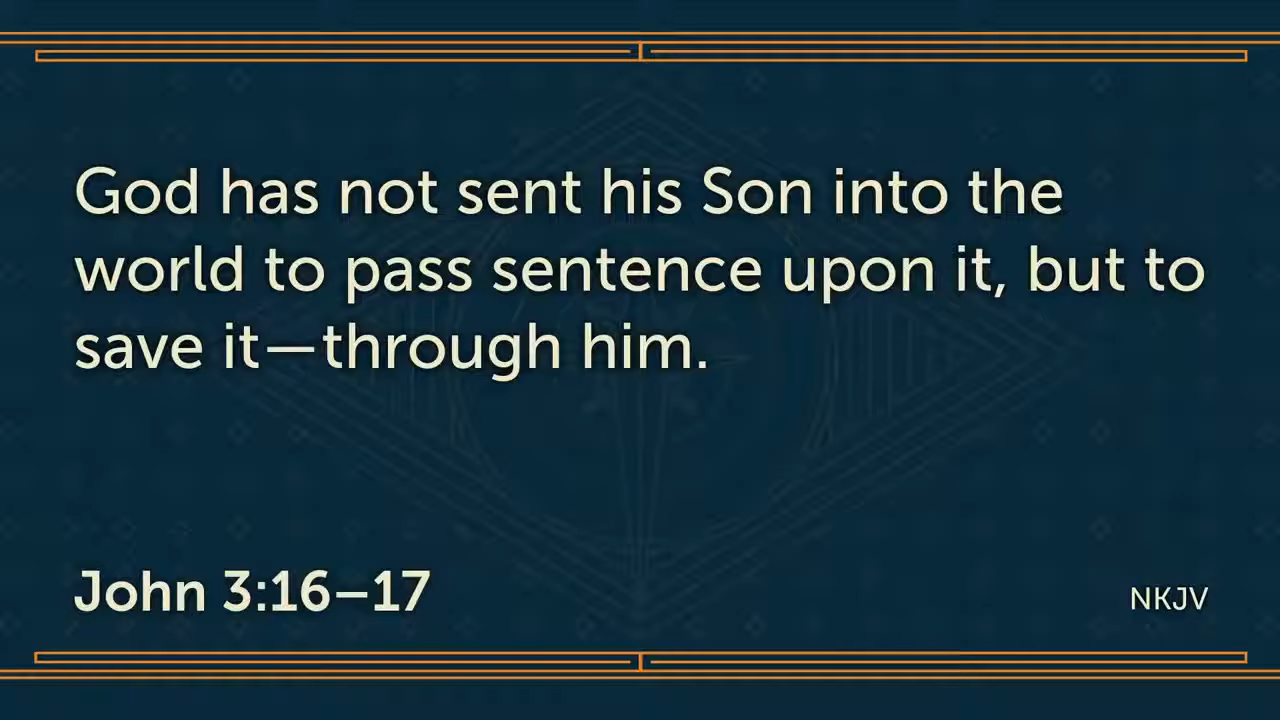 God has not sent his Son into the
world to pass sentence upon it, but to
save it—through him.
John 3:16–17
NKJV